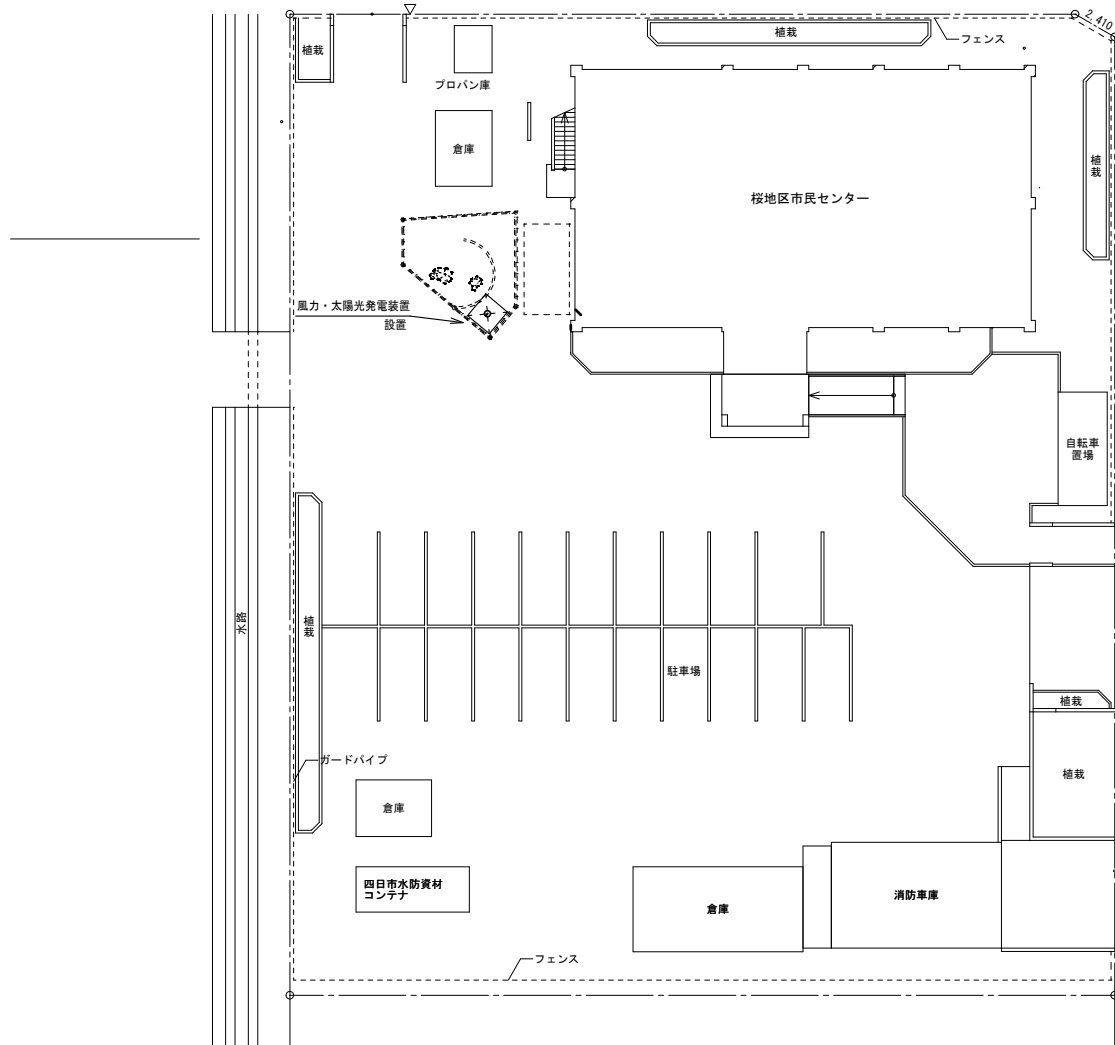 植栽
植栽
2,410
フェンス
プロパン庫
倉庫
植栽
桜地区市民センター
風力・太陽光発電装置
設置
自転車
置場
水路
植栽
駐車場
植栽
ガードパイプ
植栽
倉庫
四日市水防資材
コンテナ
倉庫
消防車庫
フェンス